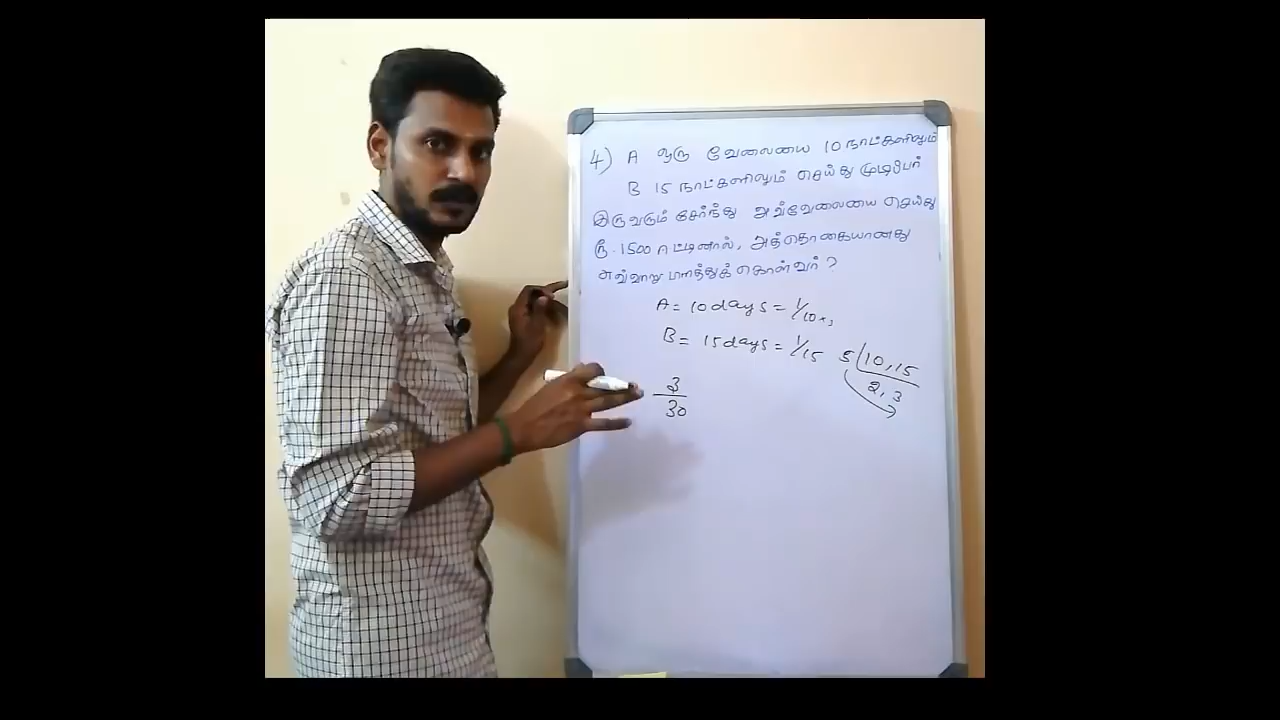 4) A ஒரு வேலையை 10 நாட்களிலும்
B 15 நாட்களிலும் செய்து முடிப்பர்
இருவரும் சேர்ந்து அவ்வேலையை செய்து
ரூ. 1500 ஈட்டினால், அத்தொகையானது
எவ்வாறு பிரித்துக் கொள்வர் ?
A = 10 days = 1/10 x 3
B = 15 days = 1/15
5 10, 15
2, 3
3
30